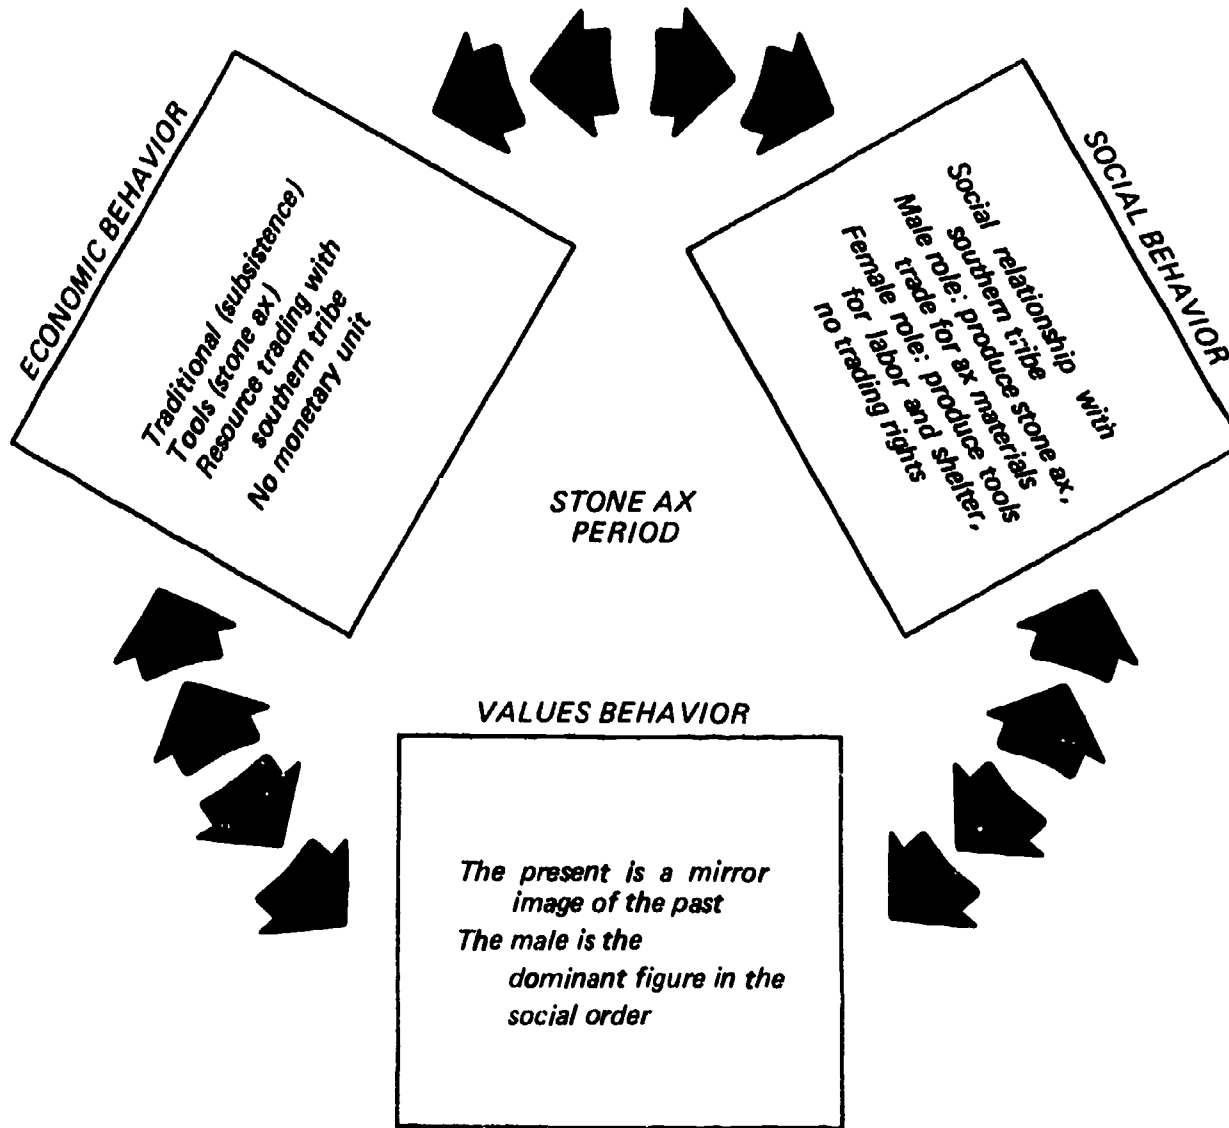 ECONOMIC BEHAVIOR
Traditional (subsistence)
Tools (stone ax)
Resource trading with
southern tribe
No monetary unit
SOCIAL BEHAVIOR
Social relationship with
southern tribe
Male role: produce stone ax,
trade for ax materials
Female role: produce tools
for labor and shelter,
no trading rights
STONE AX
PERIOD
VALUES BEHAVIOR
The present is a mirror
image of the past
The male is the
dominant figure in the
social order